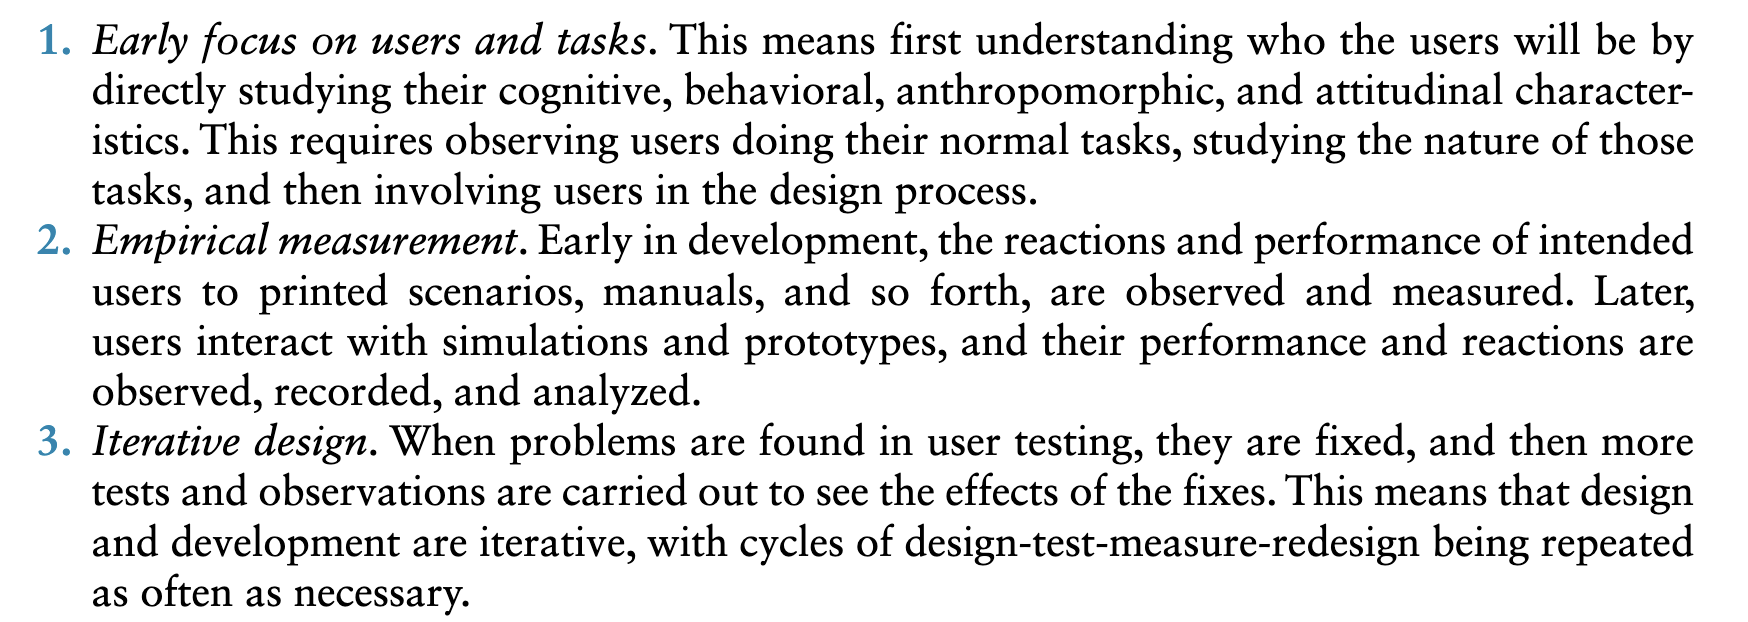 1. Early focus on users and tasks. This means first understanding who the users will be by
directly studying their cognitive, behavioral, anthropomorphic, and attitudinal character-
istics. This requires observing users doing their normal tasks, studying the nature of those
tasks, and then involving users in the design process.
2. Empirical measurement. Early in development, the reactions and performance of intended
users to printed scenarios, manuals, and so forth, are observed and measured. Later,
users interact with simulations and prototypes, and their performance and reactions are
observed, recorded, and analyzed.
3. Iterative design. When problems are found in user testing, they are fixed, and then more
tests and observations are carried out to see the effects of the fixes. This means that design
and development are iterative, with cycles of design-test-measure-redesign being repeated
as often as necessary.